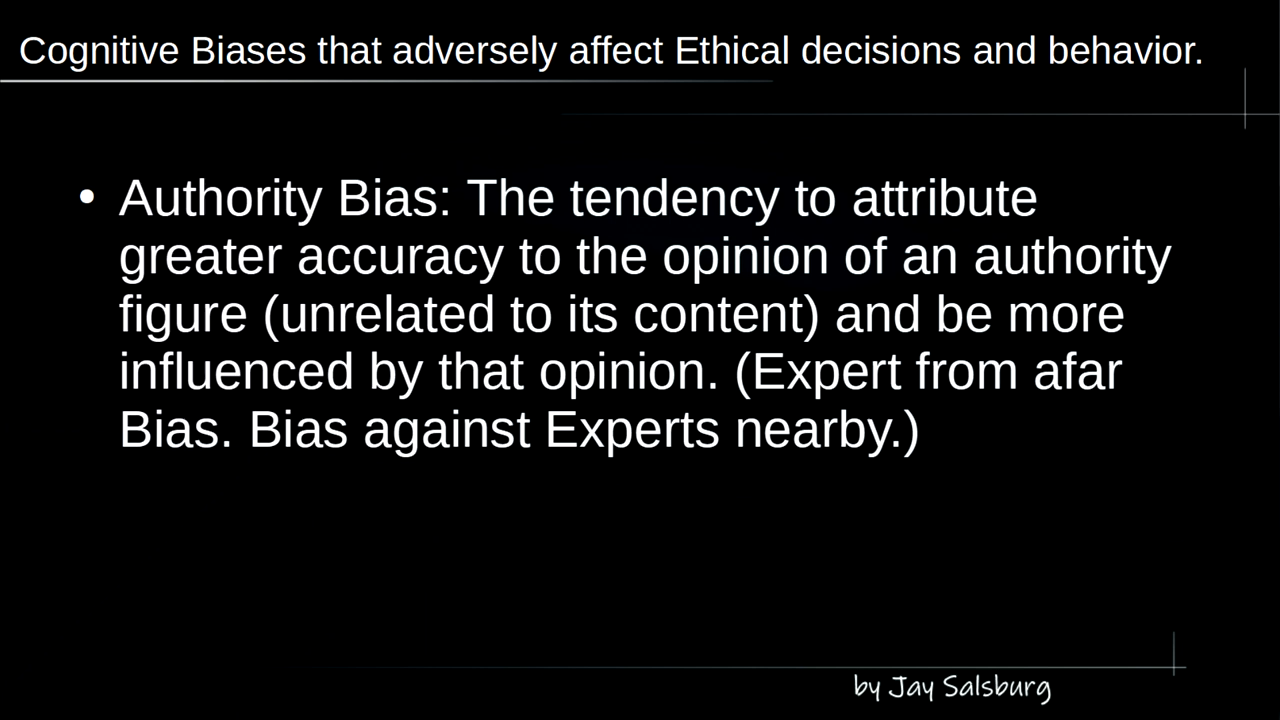 Cognitive Biases that adversely affect Ethical decisions and behavior.
• Authority Bias: The tendency to attribute
greater accuracy to the opinion of an authority
figure (unrelated to its content) and be more
influenced by that opinion. (Expert from afar
Bias. Bias against Experts nearby.)
by Jay Salsburg